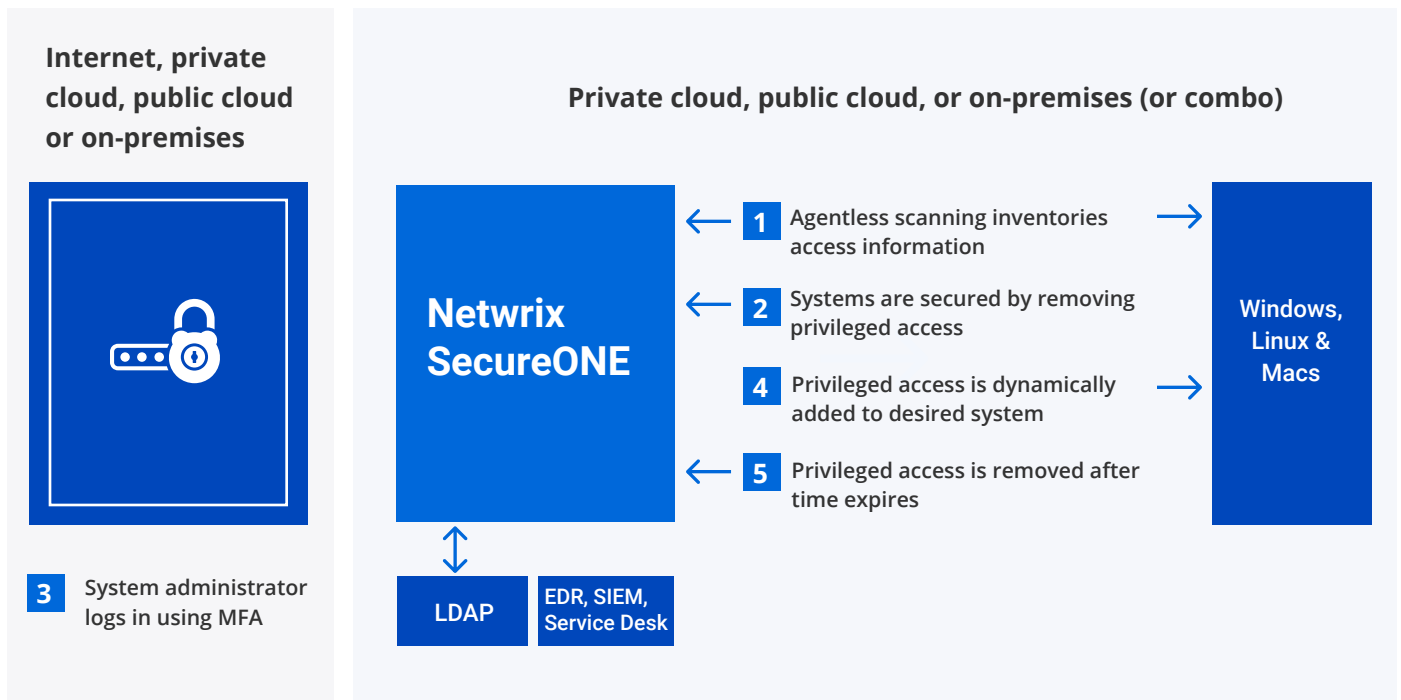 Internet, private
cloud, public cloud
or on-premises
3
System administrator
logs in using MFA
Private cloud, public cloud, or on-premises (or combo)
Netwrix
SecureONE
1
Agentless scanning inventories
access information
2
Systems are secured by removing
privileged access
4
Privileged access is dynamically
added to desired system
5
Privileged access is removed after
time expires
Windows,
Linux &
Macs
LDAP
EDR, SIEM,
Service Desk